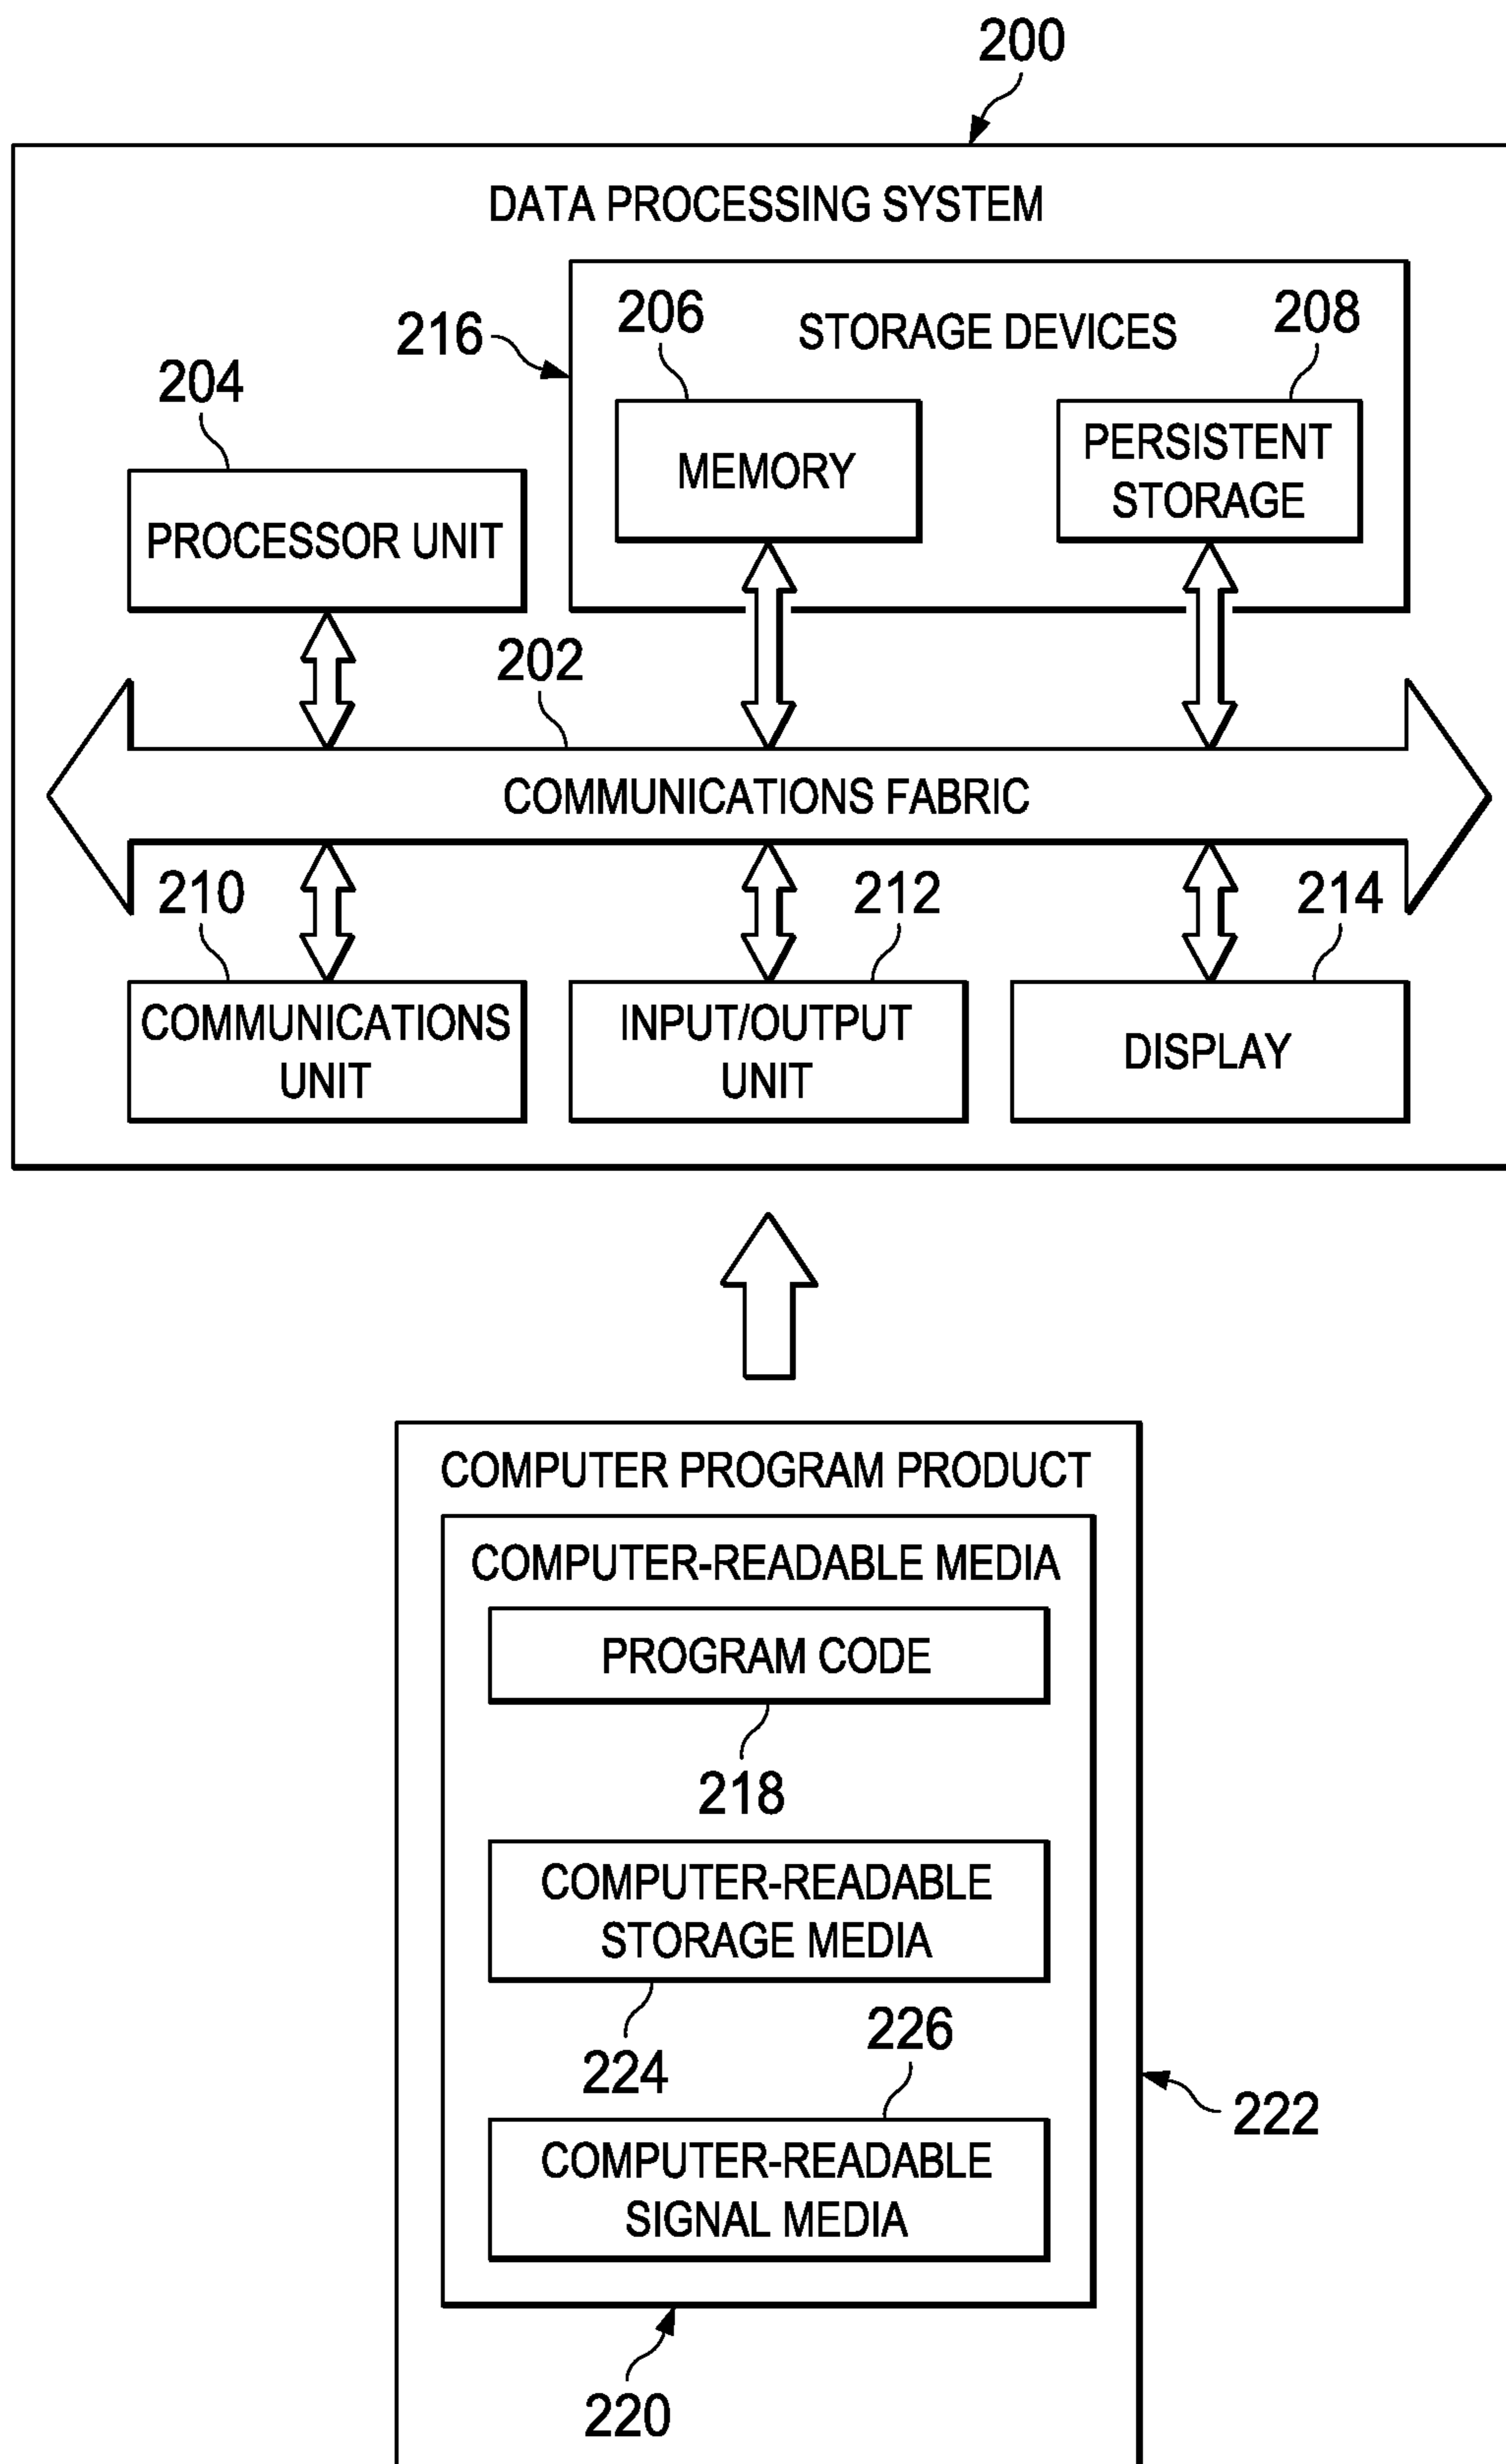 200
DATA PROCESSING SYSTEM
216
206
STORAGE DEVICES
208
204
MEMORY
PERSISTENT
STORAGE
PROCESSOR UNIT
202
COMMUNICATIONS FABRIC
210
212
214
COMMUNICATIONS
UNIT
INPUT/OUTPUT
UNIT
DISPLAY
COMPUTER PROGRAM PRODUCT
COMPUTER-READABLE MEDIA
PROGRAM CODE
218
COMPUTER-READABLE
STORAGE MEDIA
224
226
222
COMPUTER-READABLE
SIGNAL MEDIA
220